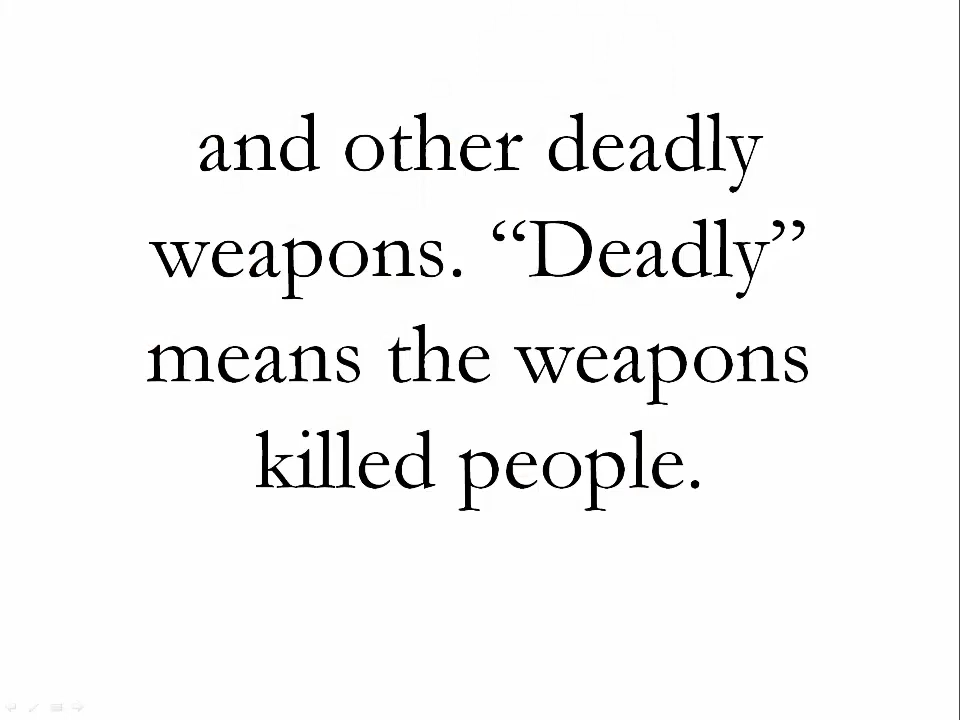 and other deadly
weapons. “Deadly”
means the weapons
killed people.